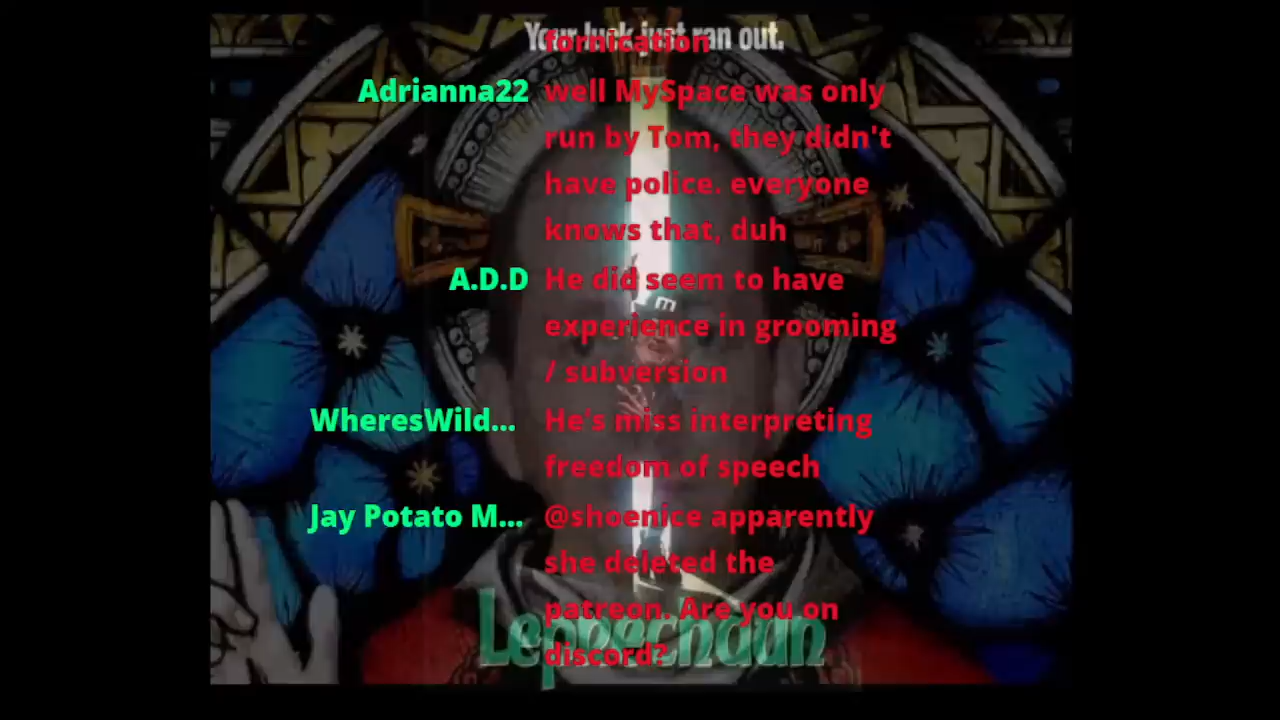 Your luck just ran out.
fornication
Adrianna22 well MySpace was only
run by Tom, they didn't
have police. everyone
knows that, duh
A.D.D He did seem to have
experience in grooming
/ subversion
WheresWild... He's miss interpreting
freedom of speech
Jay Potato M... @shoenice apparently
she deleted the
patreon. Are you on
discord?
Leprechaun